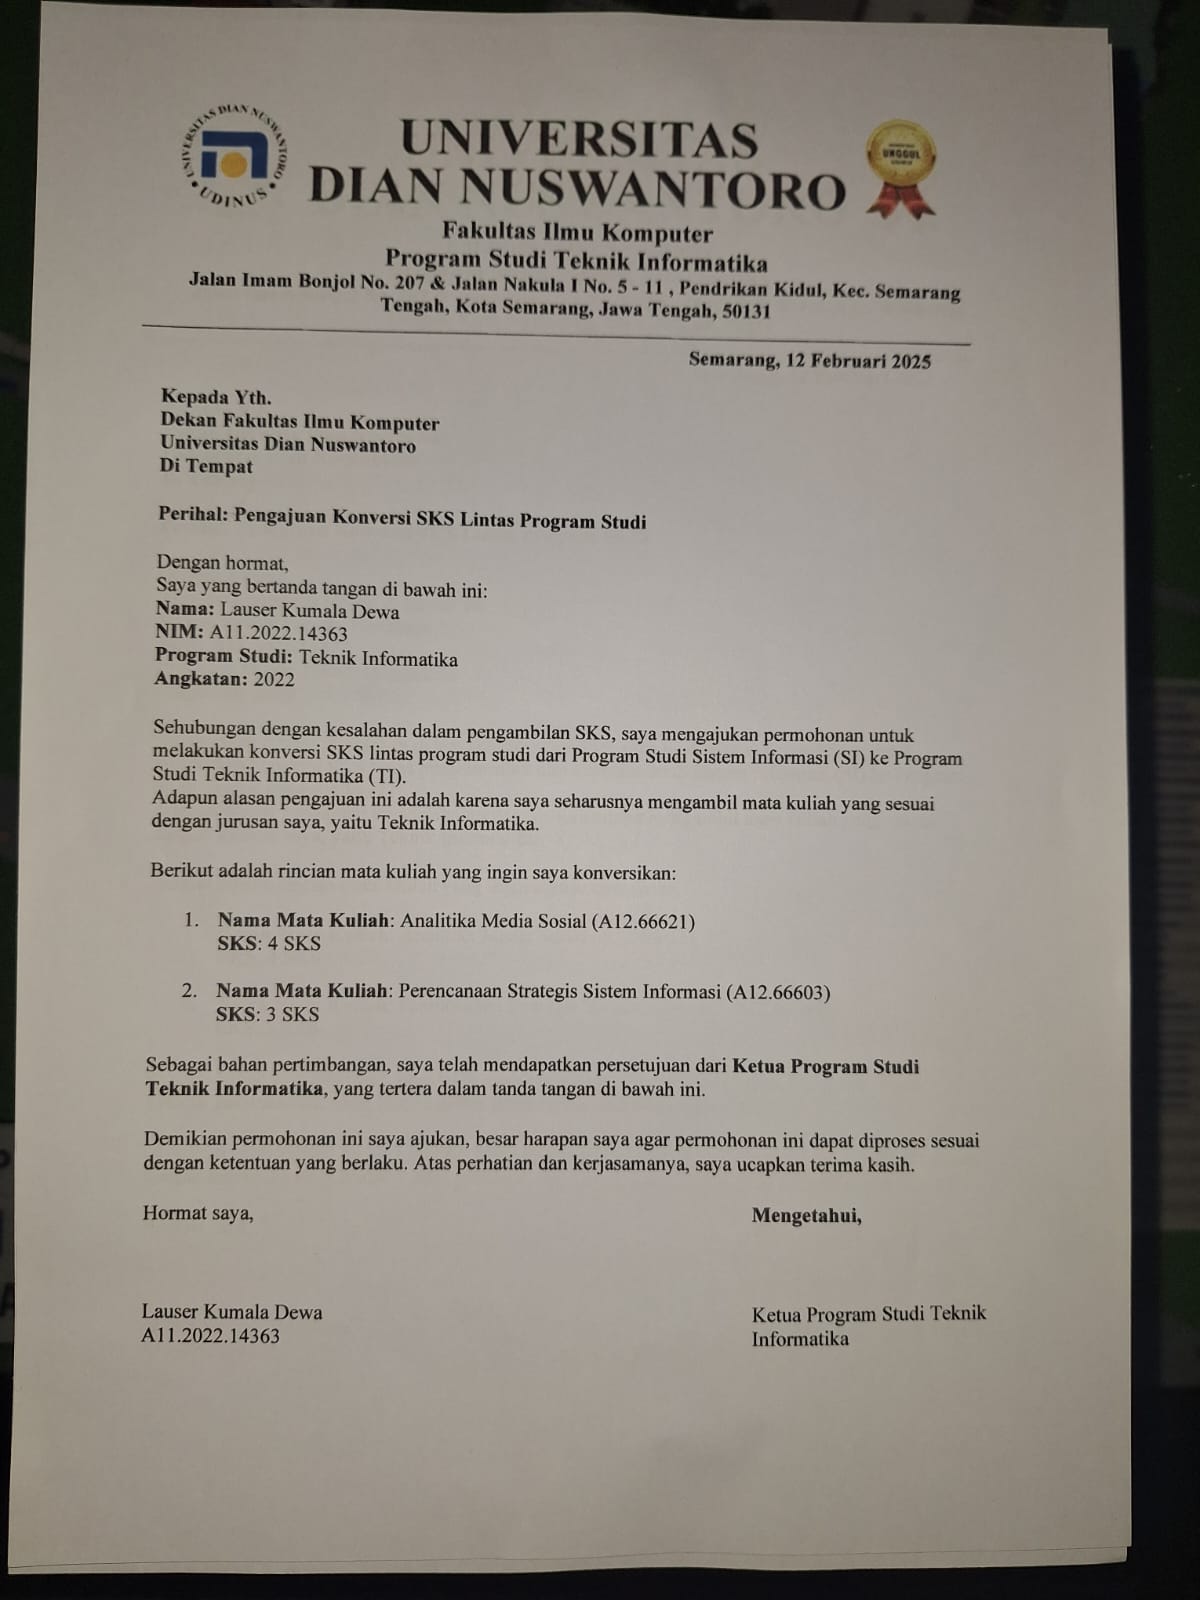 UNIVERSITAS DIAN NUSWANTORO
UDINUS
UNGGUL
UNIVERSITAS
DIAN NUSWANTORO
Fakultas Ilmu Komputer
Program Studi Teknik Informatika
Jalan Imam Bonjol No. 207 & Jalan Nakula I No. 5 - 11 , Pendrikan Kidul, Kec. Semarang
Tengah, Kota Semarang, Jawa Tengah, 50131
Semarang, 12 Februari 2025
Kepada Yth.
Dekan Fakultas Ilmu Komputer
Universitas Dian Nuswantoro
Di Tempat
Perihal: Pengajuan Konversi SKS Lintas Program Studi
Dengan hormat,
Saya yang bertanda tangan di bawah ini:
Nama: Lauser Kumala Dewa
NIM: A11.2022.14363
Program Studi: Teknik Informatika
Angkatan: 2022
Sehubungan dengan kesalahan dalam pengambilan SKS, saya mengajukan permohonan untuk
melakukan konversi SKS lintas program studi dari Program Studi Sistem Informasi (SI) ke Program
Studi Teknik Informatika (TI).
Adapun alasan pengajuan ini adalah karena saya seharusnya mengambil mata kuliah yang sesuai
dengan jurusan saya, yaitu Teknik Informatika.
Berikut adalah rincian mata kuliah yang ingin saya konversikan:
1. Nama Mata Kuliah: Analitika Media Sosial (A12.66621)
SKS: 4 SKS
2. Nama Mata Kuliah: Perencanaan Strategis Sistem Informasi (A12.66603)
SKS: 3 SKS
Sebagai bahan pertimbangan, saya telah mendapatkan persetujuan dari Ketua Program Studi
Teknik Informatika, yang tertera dalam tanda tangan di bawah ini.
Demikian permohonan ini saya ajukan, besar harapan saya agar permohonan ini dapat diproses sesuai
dengan ketentuan yang berlaku. Atas perhatian dan kerjasamanya, saya ucapkan terima kasih.
Hormat saya,
Mengetahui,
Lauser Kumala Dewa
A11.2022.14363
Ketua Program Studi Teknik
Informatika